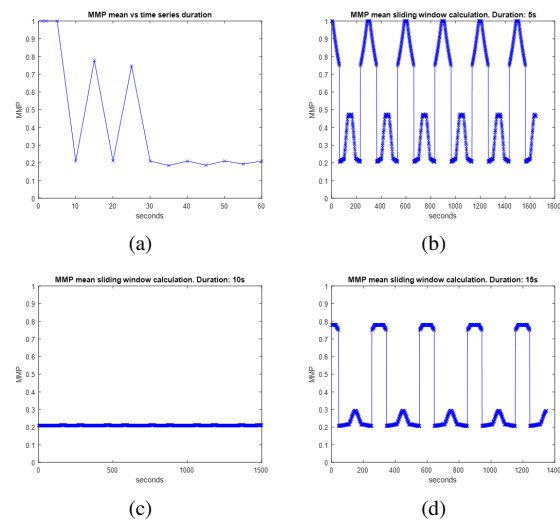 MMP mean vs time series duration
MMP
1
0.9
0.8
0.7
0.6
0.5
0.4
0.3
0.2
0.1
0
0 10 20 30 40 50 60
seconds
(a)
MMP mean sliding window calculation. Duration: 5s
MMP
1
0.9
0.8
0.7
0.6
0.5
0.4
0.3
0.2
0.1
0
0 200 400 600 800 1000 1200 1400 1600 1800
seconds
(b)
MMP mean sliding window calculation. Duration: 10s
MMP
1
0.9
0.8
0.7
0.6
0.5
0.4
0.3
0.2
0.1
0
0 500 1000 1500
seconds
(c)
MMP mean sliding window calculation. Duration: 15s
MMP
1
0.9
0.8
0.7
0.6
0.5
0.4
0.3
0.2
0.1
0
0 200 400 600 800 1000 1200 1400
seconds
(d)